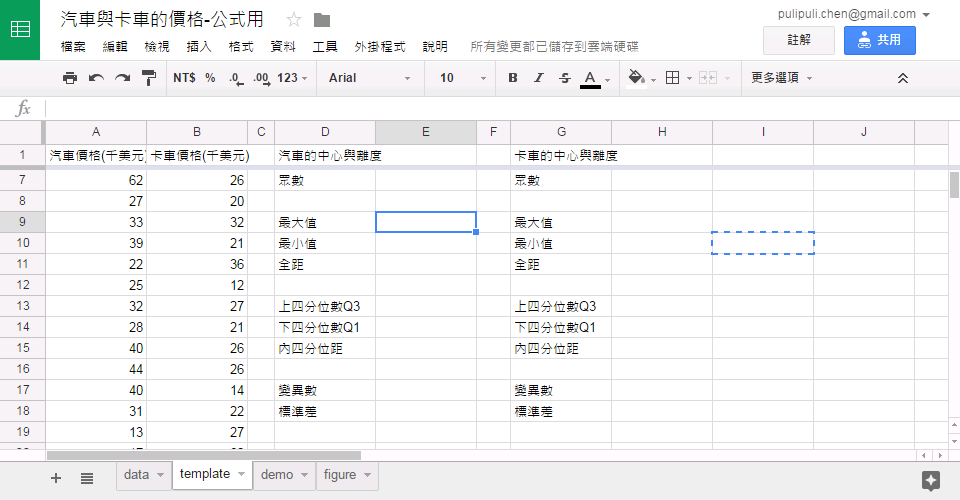 汽車與卡車的價格-公式用
pulipuli.chen@gmail.com
檔案 編輯 檢視 插入 格式 資料 工具 外掛程式 說明 所有變更都已儲存到雲端硬碟
註解 共用
NT$ % .0 .00 123 Arial 10 B I S A 更多選項
fx
A B C D E F G H I J
1 汽車價格(千美元) 卡車價格(千美元) 汽車的中心與離度 卡車的中心與離度
7 62 26 眾數 眾數
8 27 20
9 33 32 最大值 最大值
10 39 21 最小值 最小值
11 22 36 全距 全距
12 25 12
13 32 27 上四分位數Q3 上四分位數Q3
14 28 21 下四分位數Q1 下四分位數Q1
15 40 26 內四分位距 內四分位距
16 44 26
17 40 14 變異數 變異數
18 31 22 標準差 標準差
19 13 27
data template demo figure